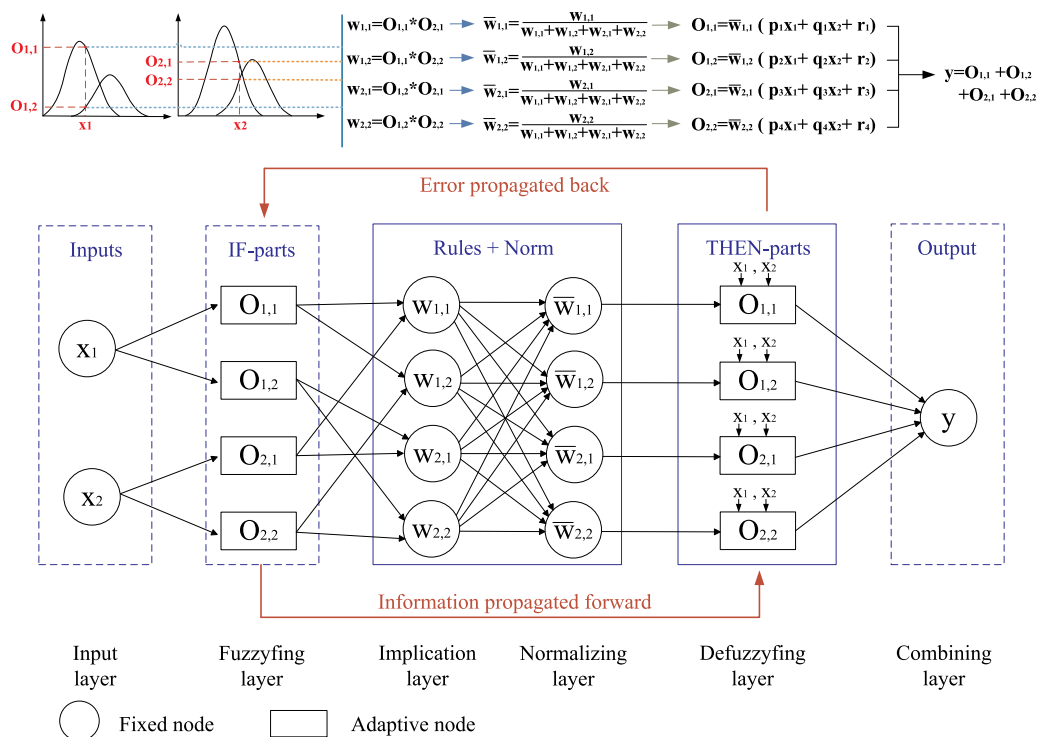 O1,1
O1,2
x1
O2,1
O2,2
x2
w1,1=O1,1*O2,1
w̅1,1= w1,1 / w1,1+w1,2+w2,1+w2,2
O1,1=w̅1,1 ( p1x1+ q1x2+ r1)
w1,2=O1,1*O2,2
w̅1,2= w1,2 / w1,1+w1,2+w2,1+w2,2
O1,2=w̅1,2 ( p2x1+ q2x2+ r2)
w2,1=O1,2*O2,1
w̅2,1= w2,1 / w1,1+w1,2+w2,1+w2,2
O2,1=w̅2,1 ( p3x1+ q3x2+ r3)
w2,2=O1,2*O2,2
w̅2,2= w2,2 / w1,1+w1,2+w2,1+w2,2
O2,2=w̅2,2 ( p4x1+ q4x2+ r4)
y=O1,1 +O1,2
+O2,1 +O2,2
Error propagated back
Inputs
IF-parts
Rules + Norm
THEN-parts
Output
x1
x2
O1,1
O1,2
O2,1
O2,2
w1,1
w1,2
w2,1
w2,2
w̅1,1
w̅1,2
w̅2,1
w̅2,2
x1 , x2
O1,1
x1 , x2
O1,2
x1 , x2
O2,1
x1 , x2
O2,2
y
Information propagated forward
Input
layer
Fuzzyfing
layer
Implication
layer
Normalizing
layer
Defuzzyfing
layer
Combining
layer
Fixed node
Adaptive node